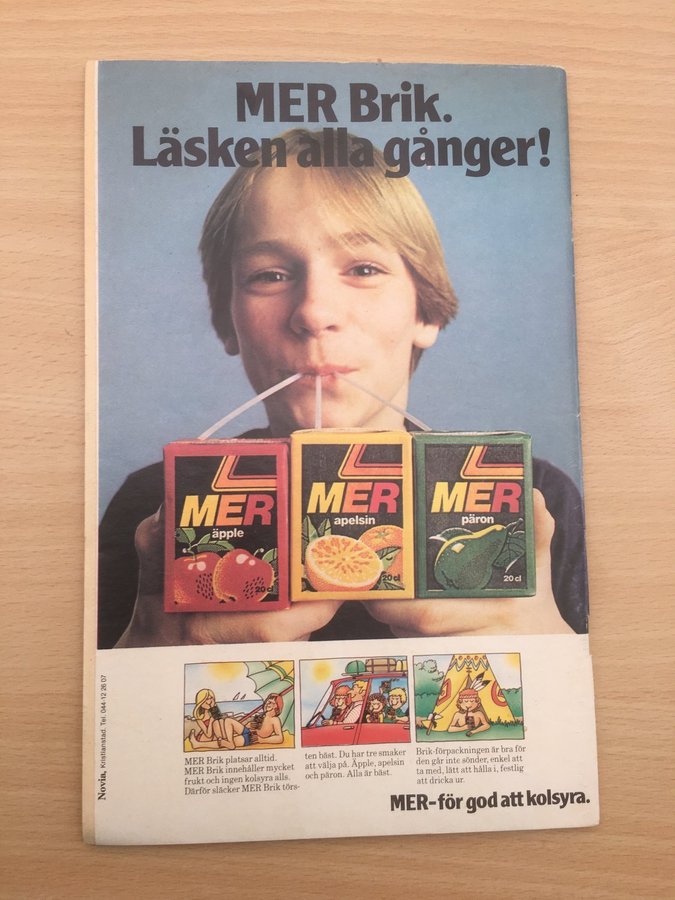 MER Brik.
Läsken alla gånger!
MER
äpple
20 cl
MER
apelsin
20 cl
MER
päron
20 cl
MER Brik platsar alltid.
MER Brik innehåller mycket
frukt och ingen kolsyra alls.
Därför släcker MER Brik törs-
ten bäst. Du har tre smaker
att välja på. Äpple, apelsin
och päron. Alla är bäst.
Brik-förpackningen är bra för
den går inte sönder, enkel att
ta med, lätt att hålla i, festlig
att dricka ur.
MER-för god att kolsyra.
Novia, Kristianstad. Tel. 044-12 26 07